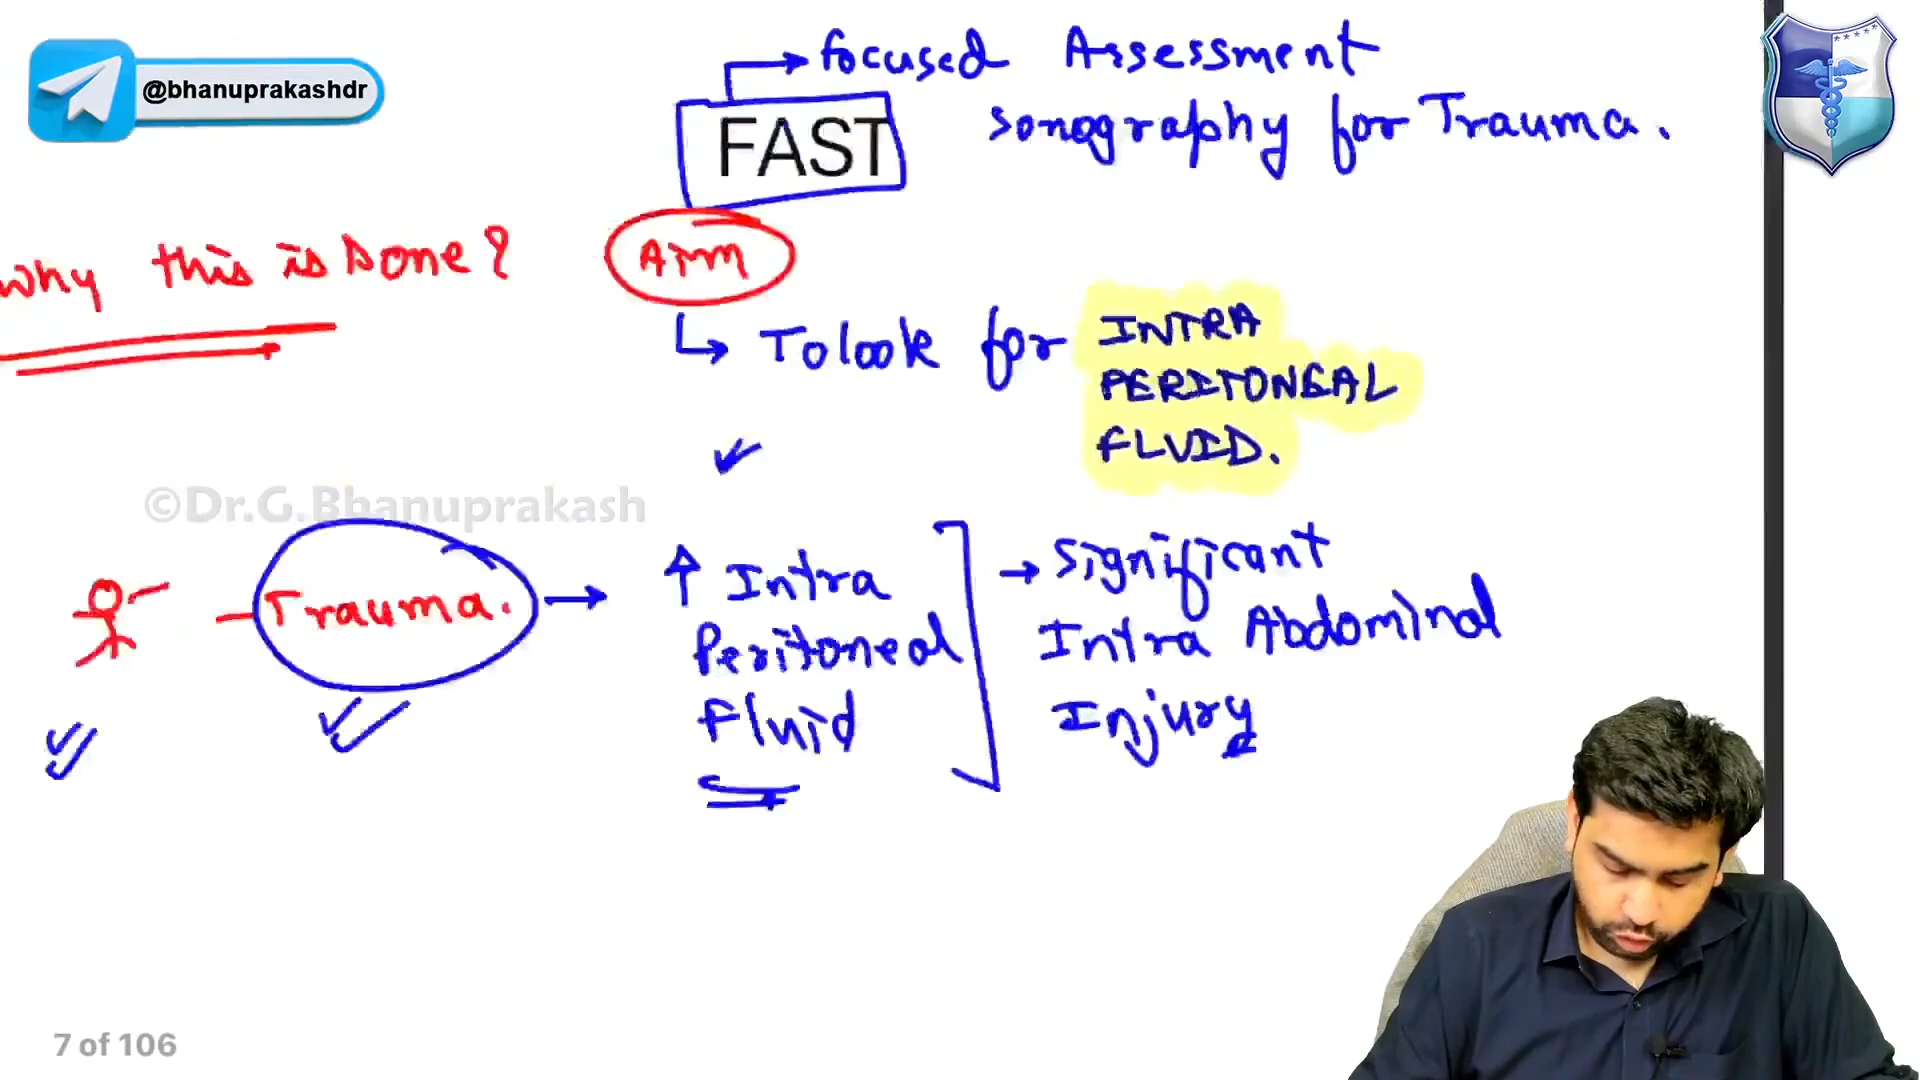 @bhanuprakashdr
focused Assessment
FAST
sonography for Trauma.
why this is Done?
Aim
To look for INTRA
PERITONEAL
FLUID.
©Dr.G.Bhanuprakash
Trauma.
↑ Intra
Peritoneal
Fluid
→ Significant
Intra Abdominal
Injury
7 of 106